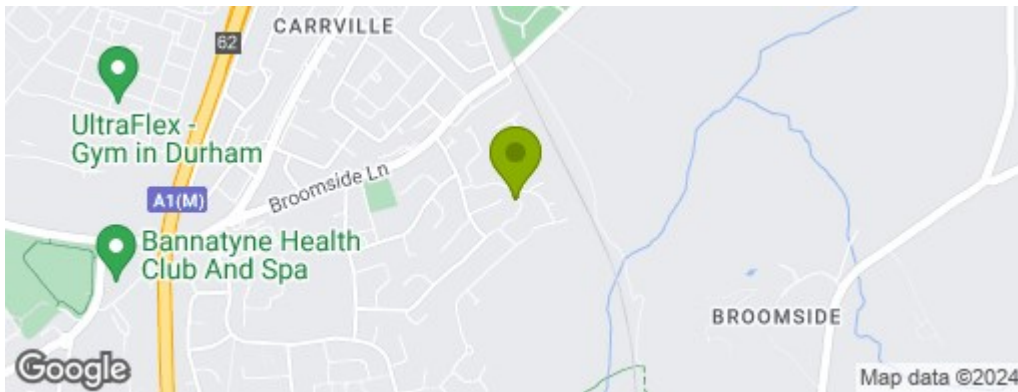 CARRVILLE
62
UltraFlex -
Gym in Durham
Broomside Ln
A1(M)
Bannatyne Health
Club And Spa
BROOMSIDE
Google
Map data ©2024